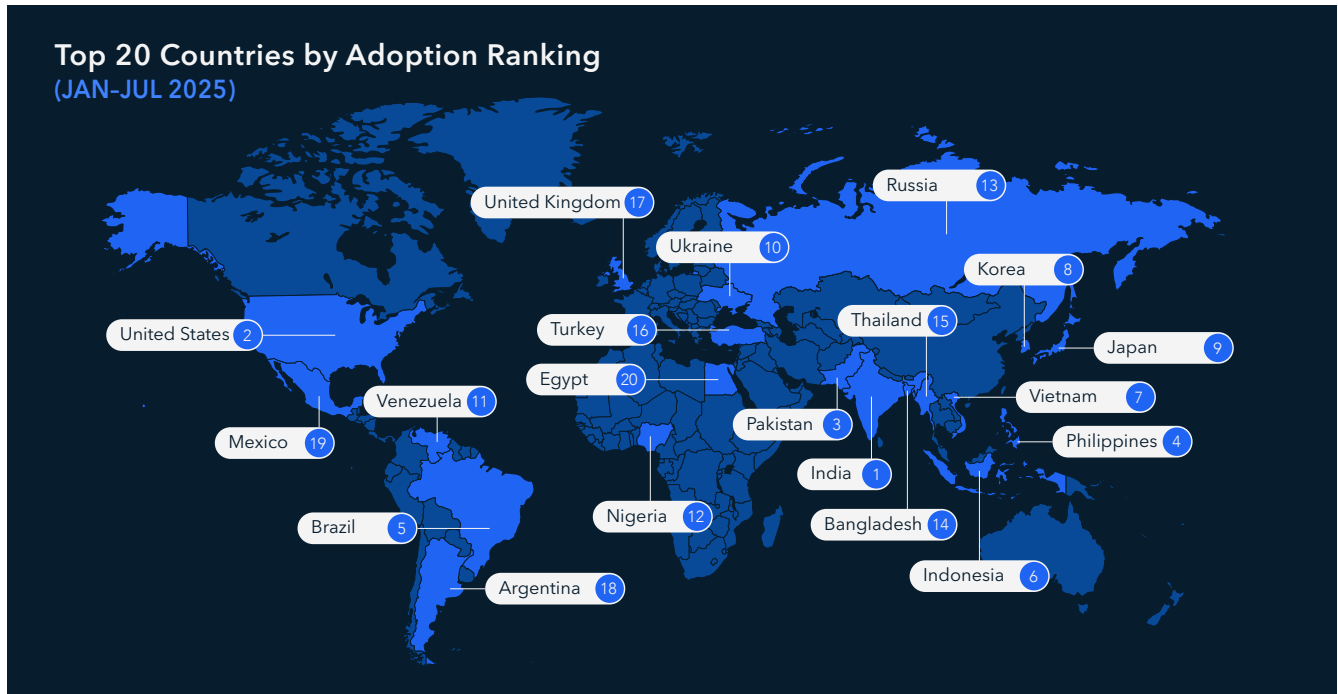 Top 20 Countries by Adoption Ranking
(JAN–JUL 2025)
Russia 13
United Kingdom 17
Ukraine 10
Korea 8
Thailand 15
Turkey 16
United States 2
Japan 9
Egypt 20
Venezuela 11
Vietnam 7
Pakistan 3
Mexico 19
Philippines 4
India 1
Nigeria 12
Bangladesh 14
Brazil 5
Indonesia 6
Argentina 18